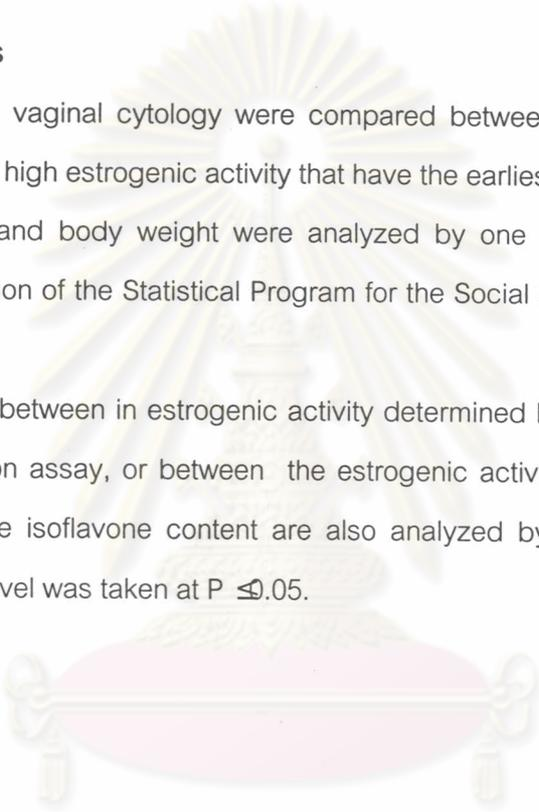 s
vaginal cytology were compared betwee
high estrogenic activity that have the earlies
and body weight were analyzed by one
on of the Statistical Program for the Social
between in estrogenic activity determined
on assay, or between the estrogenic activ
e isoflavone content are also analyzed by
vel was taken at P ≤0.05.